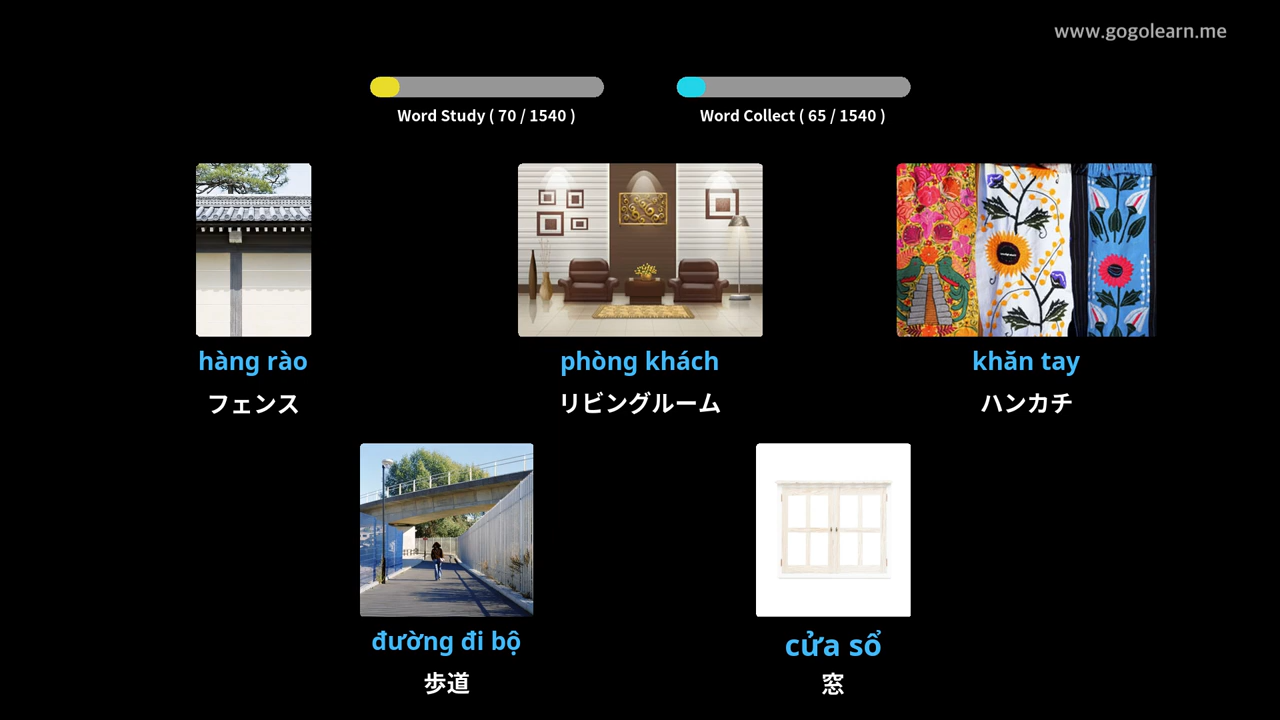 www.gogolearn.me
Word Study ( 70 / 1540 )
Word Collect ( 65 / 1540 )
hàng rào
フェンス
phòng khách
リビングルーム
khăn tay
ハンカチ
đường đi bộ
歩道
cửa sổ
窓